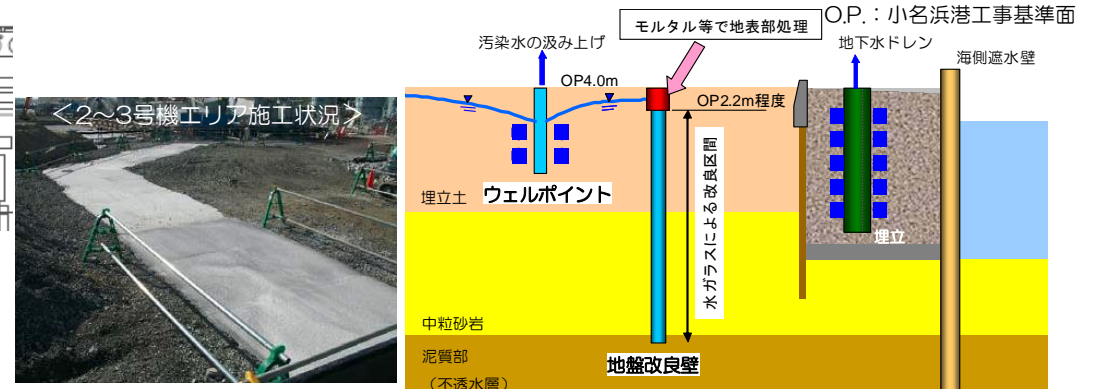 O.P.：小名浜港工事基準面
モルタル等で地表部処理
汚染水の汲み上げ
地下水ドレン
海側遮水壁
OP4.0m
OP2.2m程度
＜2～3号機エリア施工状況＞
水ガラスによる改良区間
埋立土
ウェルポイント
埋立
中粒砂岩
泥質部
（不透水層）
地盤改良壁